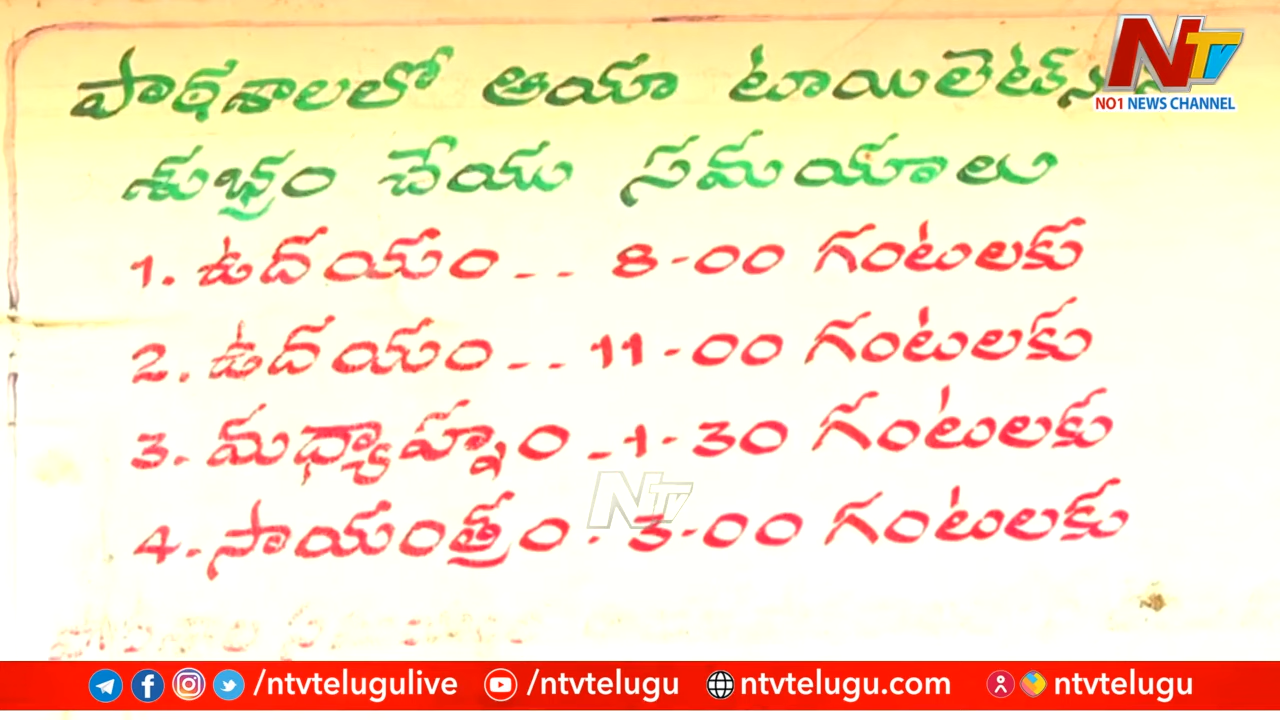 NTV
NO1 NEWS CHANNEL
పాఠశాలలో ఆయా టాయిలెట్స్
శుభ్రం చేయు సమయాలు
1. ఉదయం - - 8-00 గంటలకు
2. ఉదయం - - 11-00 గంటలకు
3. మధ్యాహ్నం - 1-30 గంటలకు
NTV
4. సాయంత్రం . 3-00 గంటలకు
/ntvtelugulive /ntvtelugu ntvtelugu.com ntvtelugu